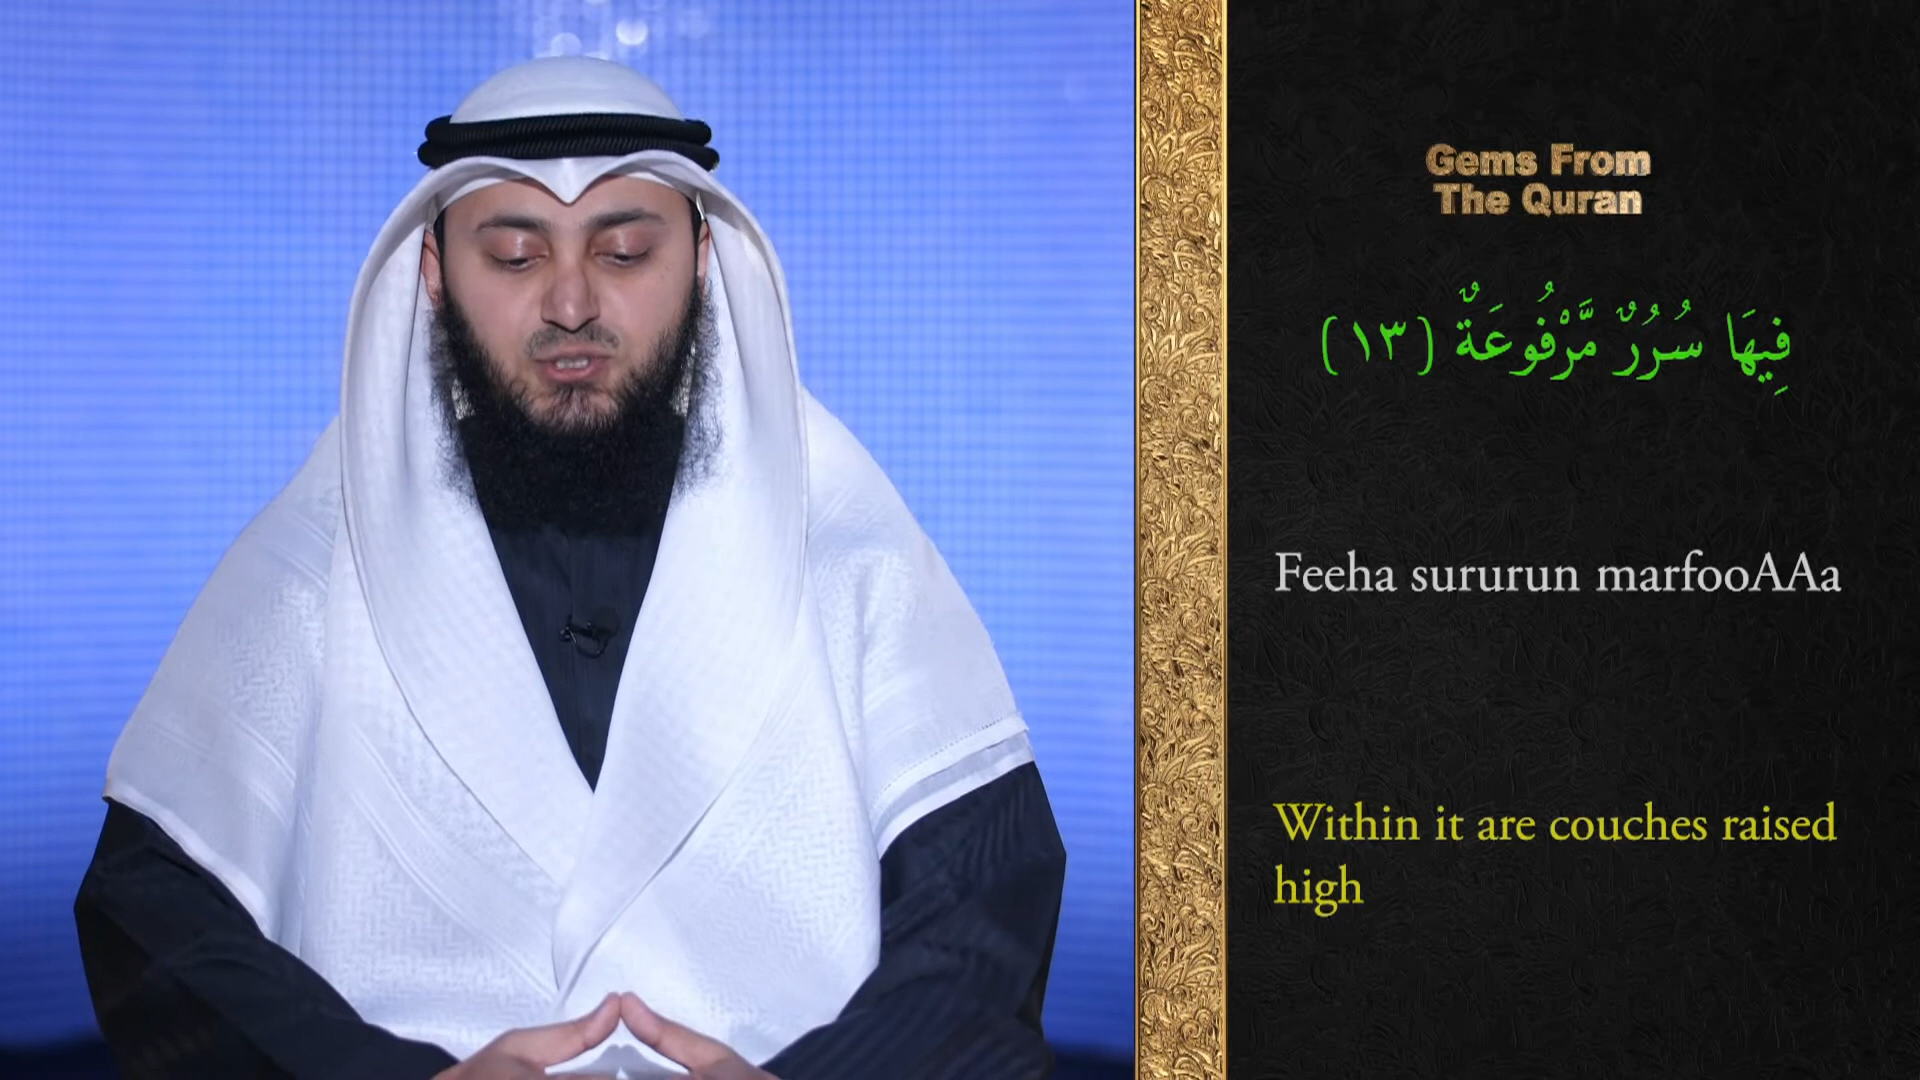 Gems From
The Quran
فِيهَا سُرُرٌ مَّرْفُوعَةٌ (١٣)
Feeha sururun marfooAAa
Within it are couches raised
high